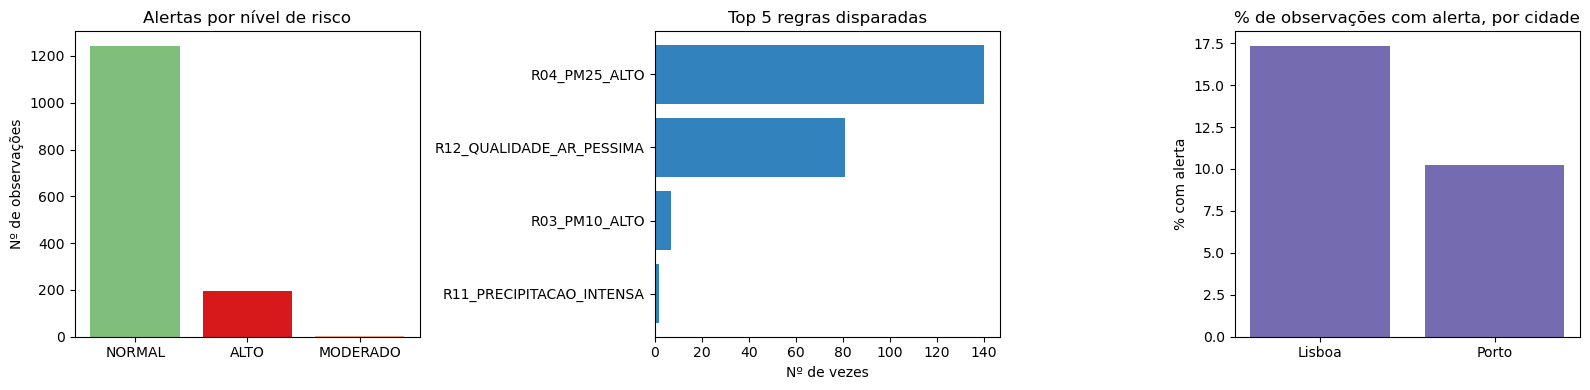 Alertas por nível de risco
Nº de observações
1200
1000
800
600
400
200
0
NORMAL
ALTO
MODERADO
Top 5 regras disparadas
R04_PM25_ALTO
R12_QUALIDADE_AR_PESSIMA
R03_PM10_ALTO
R11_PRECIPITACAO_INTENSA
0
20
40
60
80
100
120
140
Nº de vezes
% de observações com alerta, por cidade
% com alerta
17.5
15.0
12.5
10.0
7.5
5.0
2.5
0.0
Lisboa
Porto